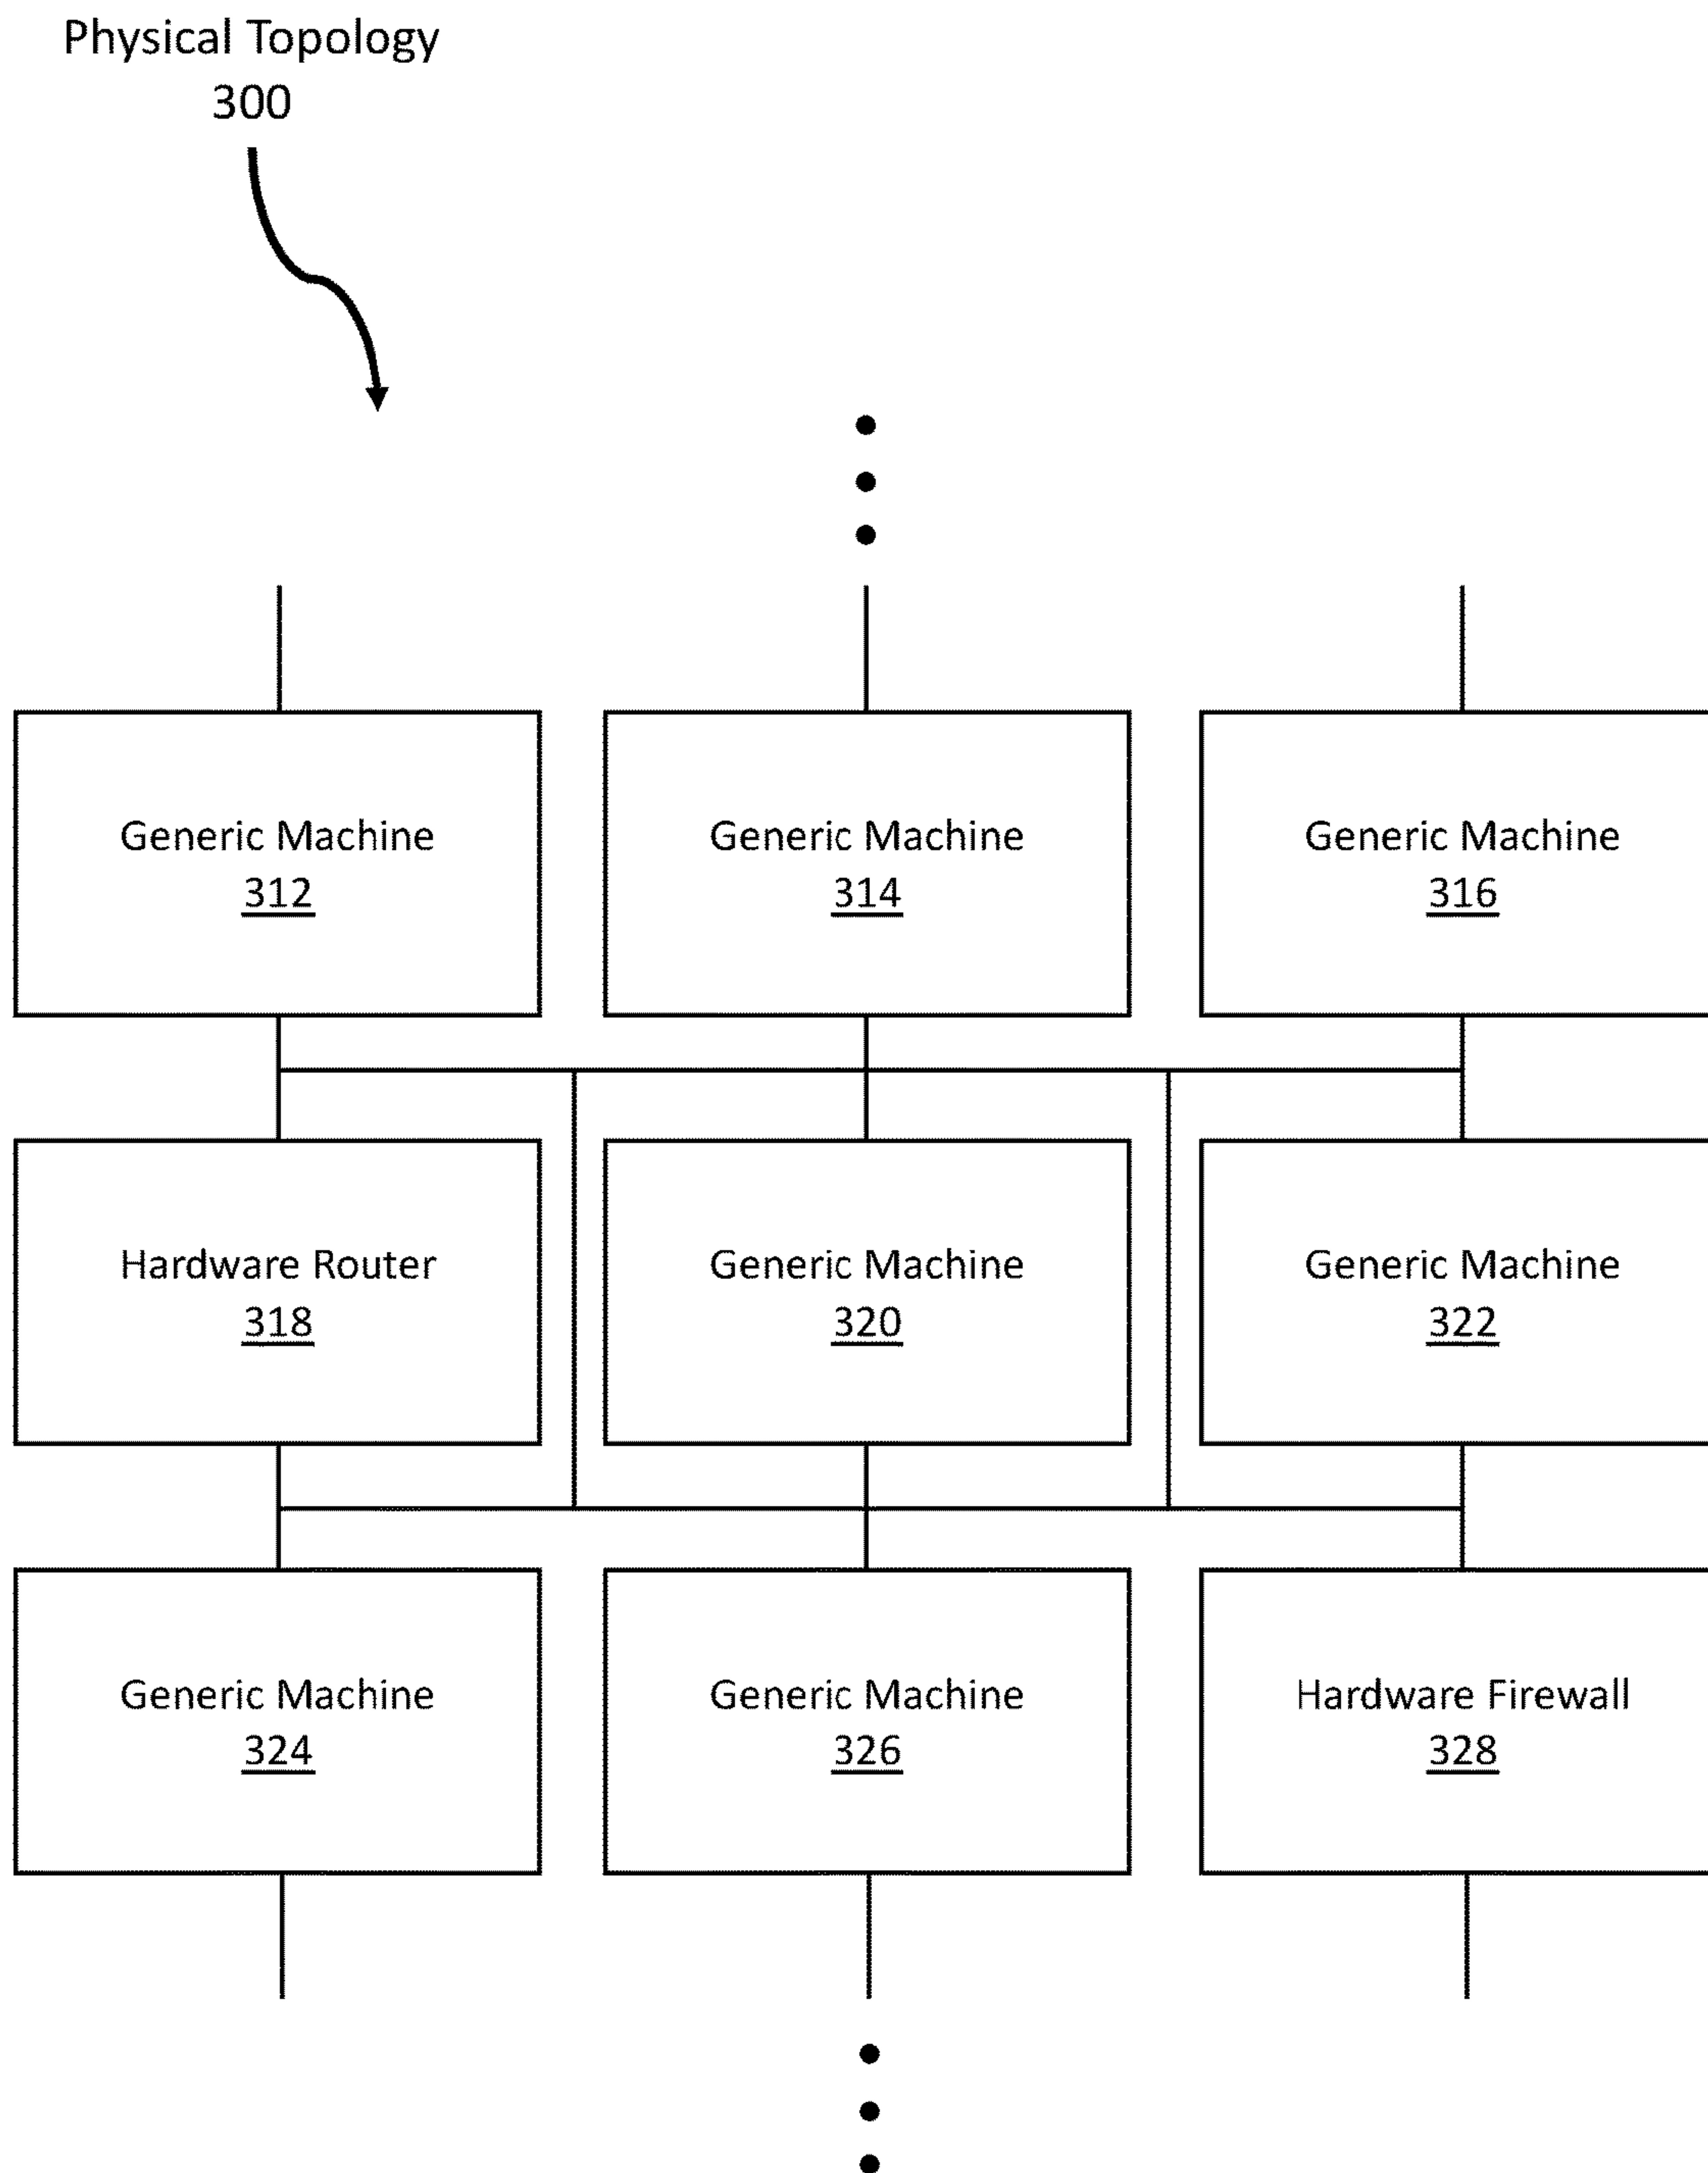 Physical Topology
300
Generic Machine
312
Generic Machine
314
Generic Machine
316
Hardware Router
318
Generic Machine
320
Generic Machine
322
Generic Machine
324
Generic Machine
326
Hardware Firewall
328